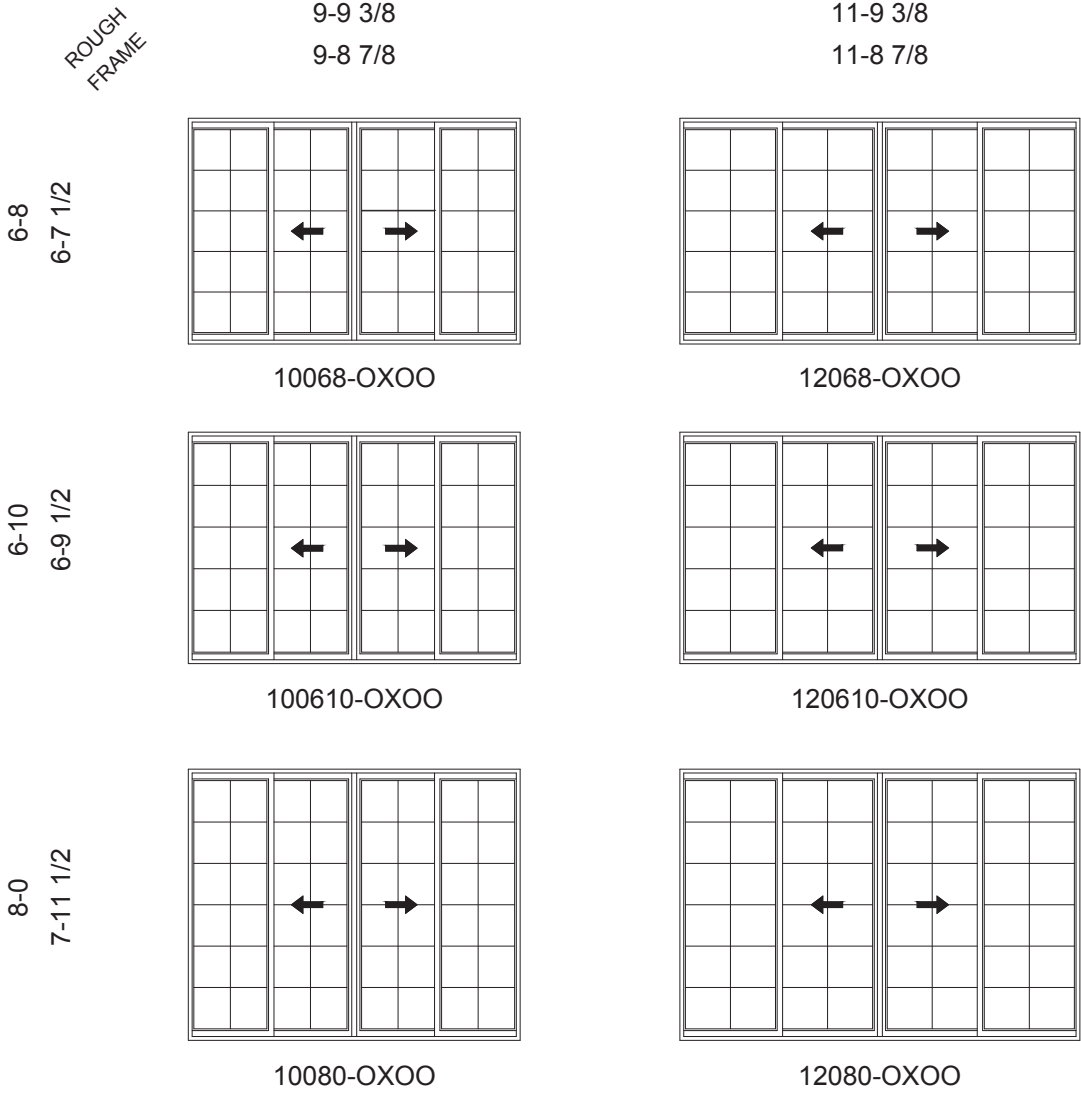 ROUGH
FRAME
9-9 3/8
9-8 7/8
11-9 3/8
11-8 7/8
6-8
6-7 1/2
10068-OXOO
12068-OXOO
6-10
6-9 1/2
100610-OXOO
120610-OXOO
8-0
7-11 1/2
10080-OXOO
12080-OXOO